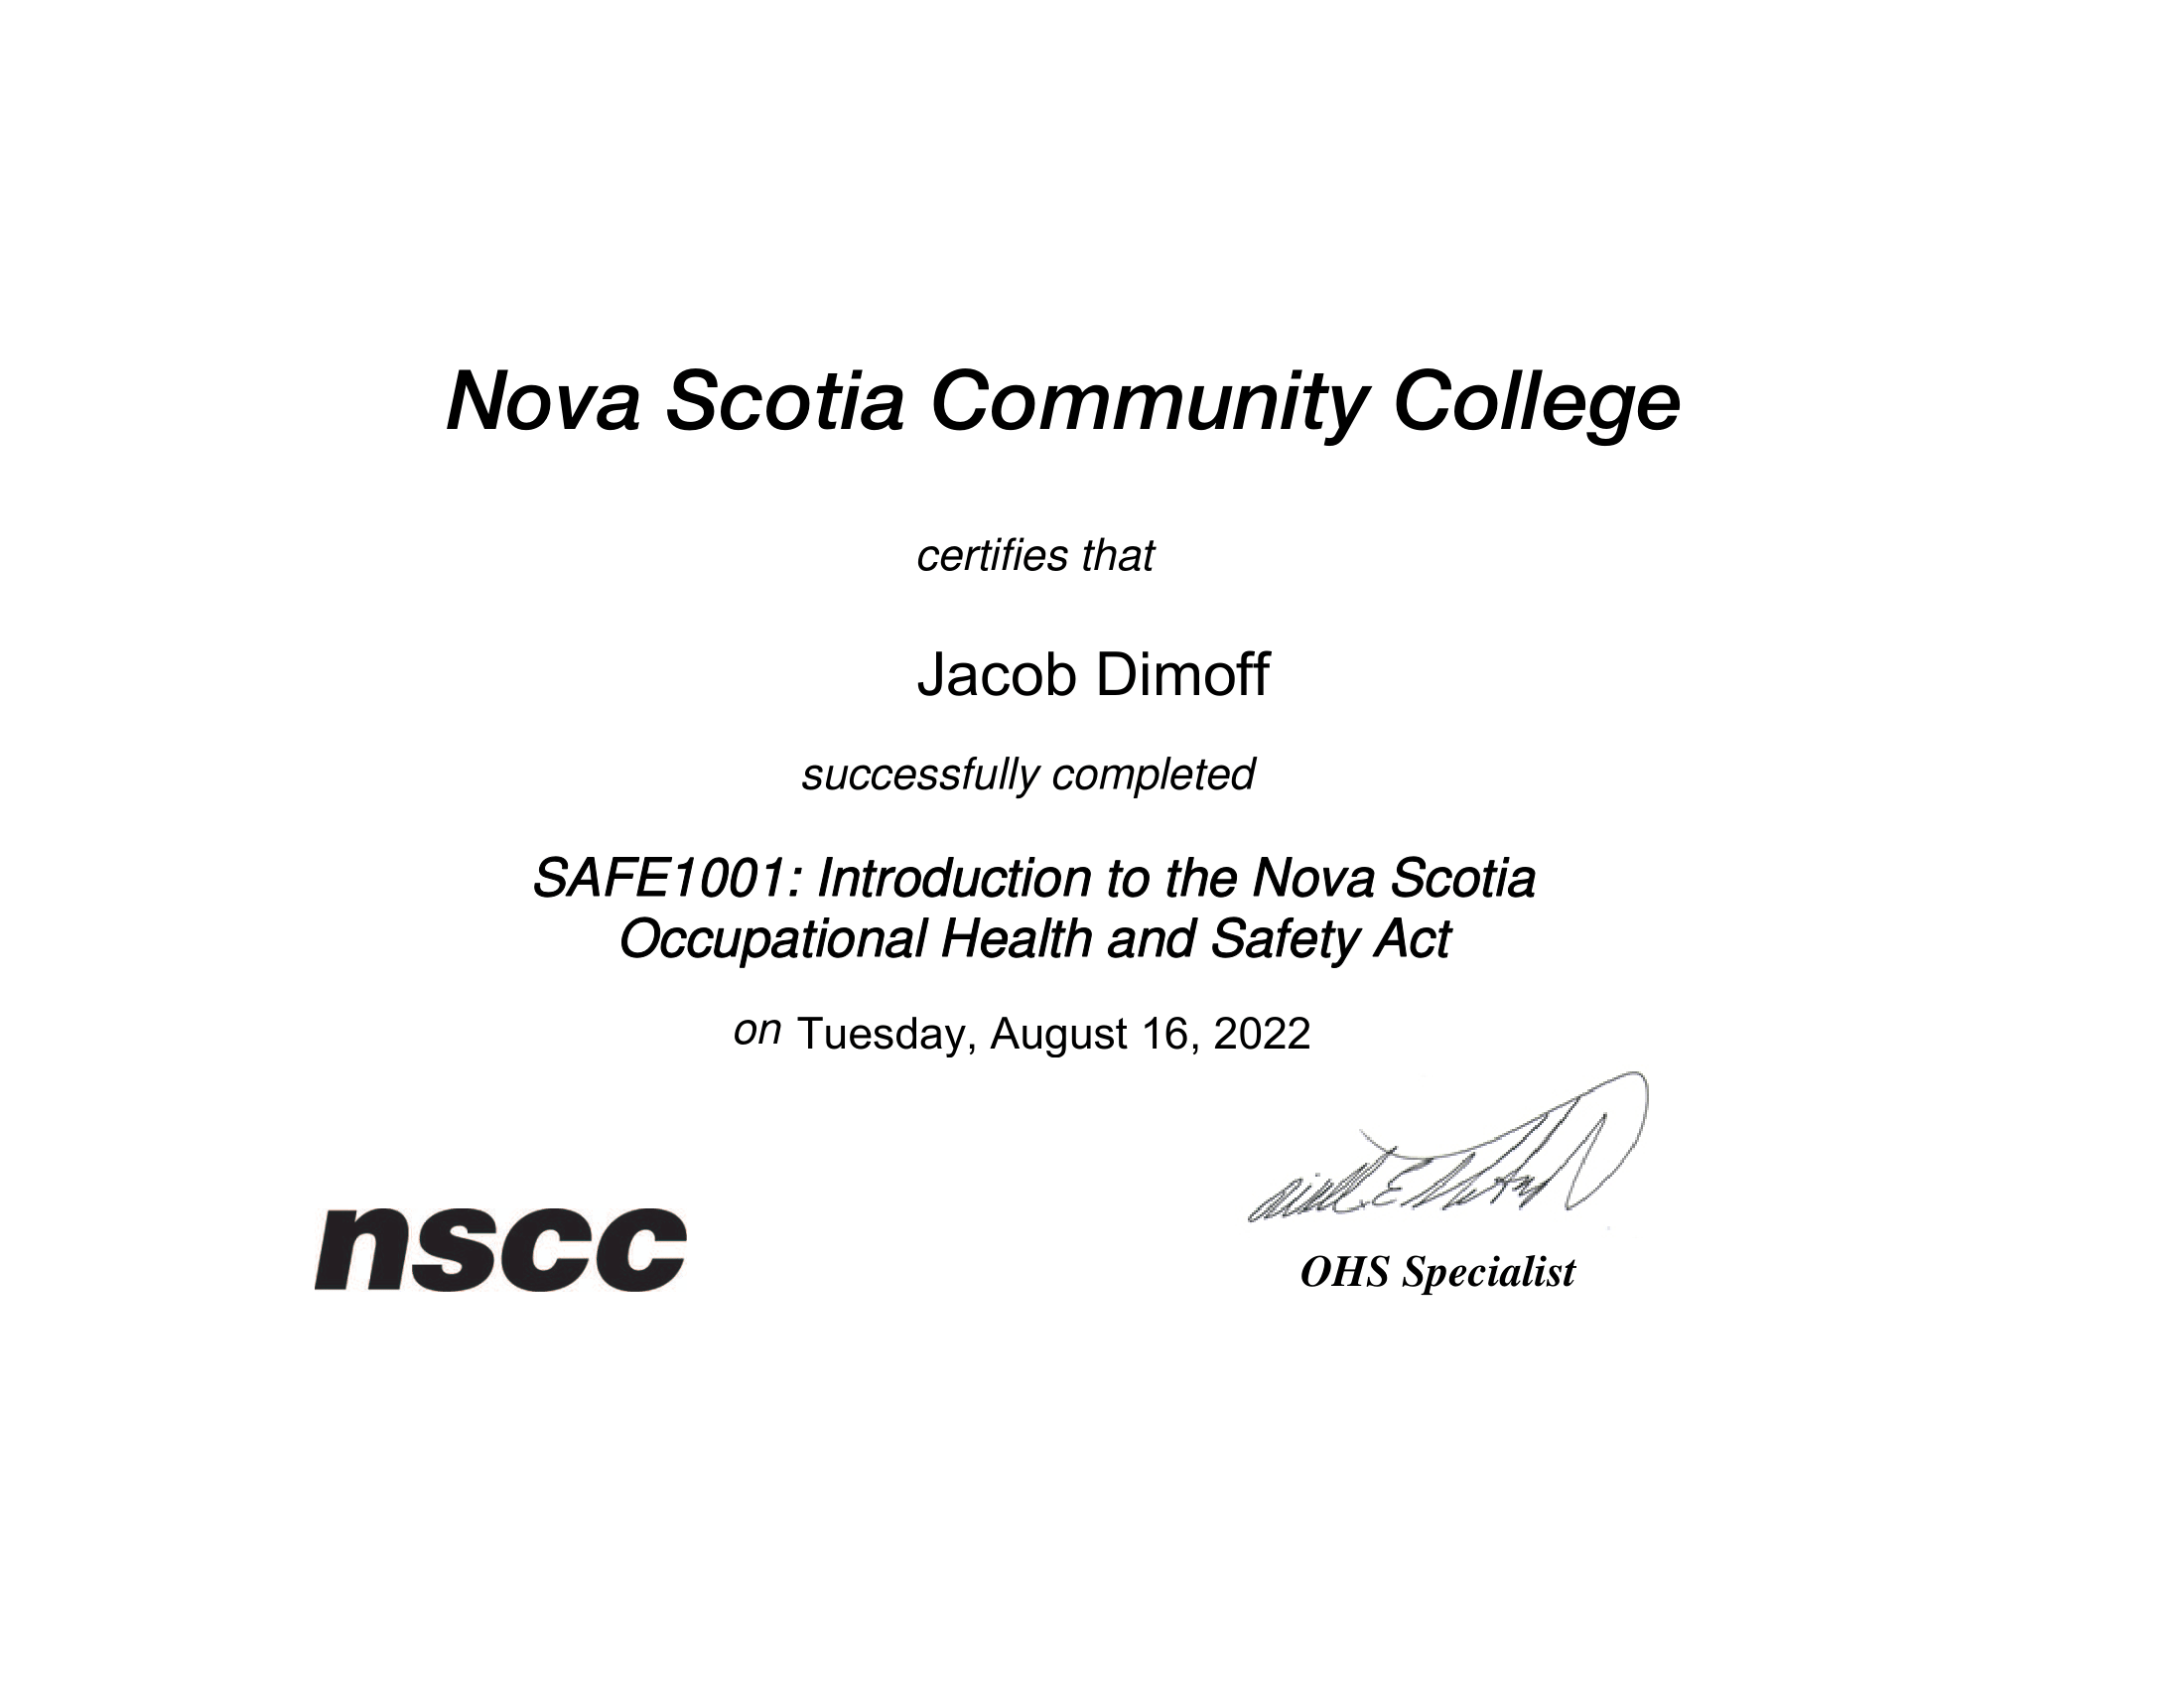 Nova Scotia Community College
certifies that
Jacob Dimoff
successfully completed
SAFE1001: Introduction to the Nova Scotia
Occupational Health and Safety Act
on Tuesday, August 16, 2022
nscc
OHS Specialist